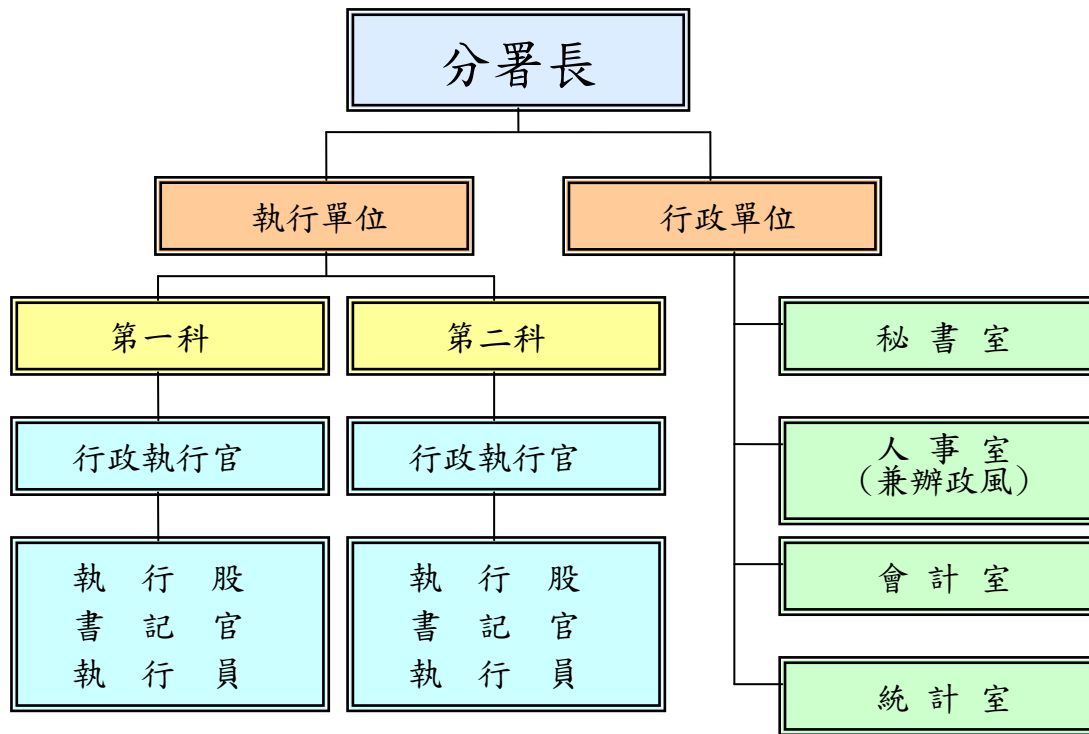 分署長
執行單位
行政單位
第一科
第二科
秘書室
行政執行官
行政執行官
人事室
（兼辦政風）
執行股
書記官
執行員
執行股
書記官
執行員
會計室
統計室